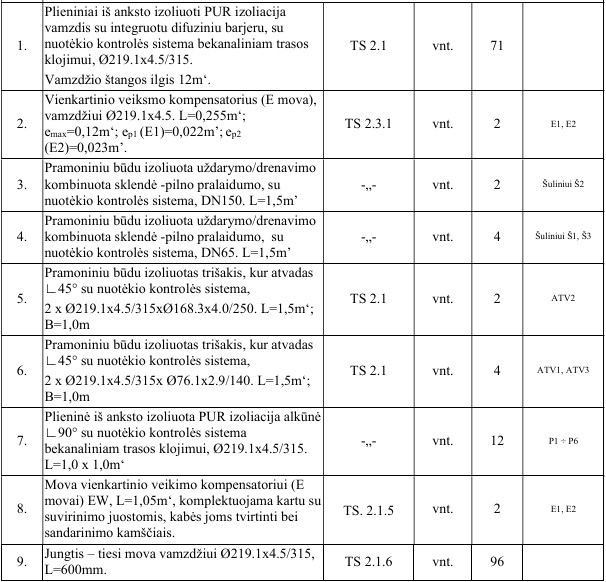 Plieniniai iš anksto izoliuoti PUR izoliacija
vamzdis su integruotu difuziniu barjeru, su
1. nuotėkio kontrolės sistema bekanaliniam trasos TS 2.1 vnt. 71
klojimui, Ø219.1x4.5/315.
Vamzdžio štangos ilgis 12m‘.
Vienkartinio veiksmo kompensatorius (E mova),
2. vamzdžiui Ø219.1x4.5. L=0,255m‘; TS 2.3.1 vnt. 2 E1, E2
emax=0,12m‘; ep1 (E1)=0,022m’; ep2
(E2)=0,023m’.
Pramoniniu būdu izoliuota uždarymo/drenavimo
3. kombinuota sklendė -pilno pralaidumo, su -„- vnt. 2 Šuliniui Š2
nuotėkio kontrolės sistema, DN150. L=1,5m’
Pramoniniu būdu izoliuota uždarymo/drenavimo
4. kombinuota sklendė -pilno pralaidumo, su -„- vnt. 4 Šuliniui Š1, Š3
nuotėkio kontrolės sistema, DN65. L=1,5m’
Pramoniniu būdu izoliuotas trišakis, kur atvadas
∟45° su nuotėkio kontrolės sistema,
5. 2 x Ø219.1x4.5/315xØ168.3x4.0/250. L=1,5m‘; TS 2.1 vnt. 2 ATV2
B=1,0m
Pramoniniu būdu izoliuotas trišakis, kur atvadas
∟45° su nuotėkio kontrolės sistema,
6. 2 x Ø219.1x4.5/315x Ø76.1x2.9/140. L=1,5m‘; TS 2.1 vnt. 4 ATV1, ATV3
B=1,0m
Plieninė iš anksto izoliuota PUR izoliacija alkūnė
∟90° su nuotėkio kontrolės sistema
7. bekanaliniam trasos klojimui, Ø219.1x4.5/315. -„- vnt. 12 P1 ÷ P6
L=1,0 x 1,0m‘
Mova vienkartinio veikimo kompensatoriui (E
8. movai) EW, L=1,05m‘, komplektuojama kartu su TS. 2.1.5 vnt. 2 E1, E2
suvirinimo juostomis, kabės joms tvirtinti bei
sandarinimo kamščiais.
9. Jungtis – tiesi mova vamzdžiui Ø219.1x4.5/315, TS 2.1.6 vnt. 96
L=600mm.